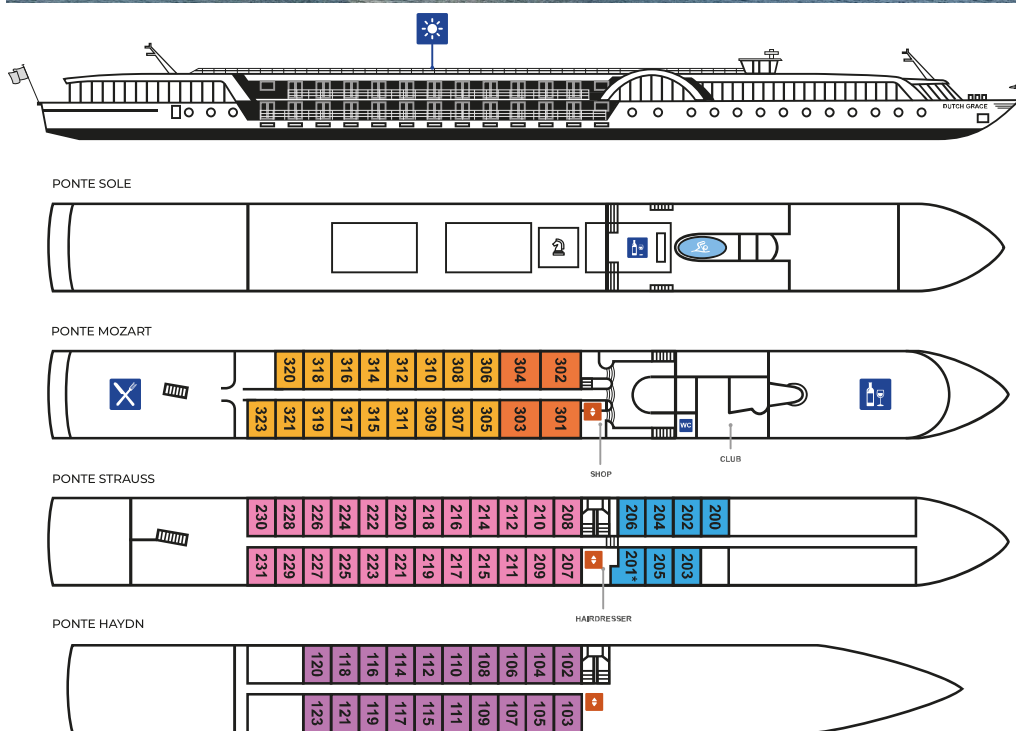 DUTCH GRACE
PONTE SOLE
PONTE MOZART
320 318 316 314 312 310 308 306 304 302
323 321 319 317 315 311 309 307 305 303 301
WC
SHOP
CLUB
PONTE STRAUSS
230 228 226 224 222 220 218 216 214 212 210 208 206 204 202 200
231 229 227 225 223 221 219 217 215 211 209 207 201* 205 203
HAIRDRESSER
PONTE HAYDN
120 118 116 114 112 110 108 106 104 102
123 121 119 117 115 111 109 107 105 103